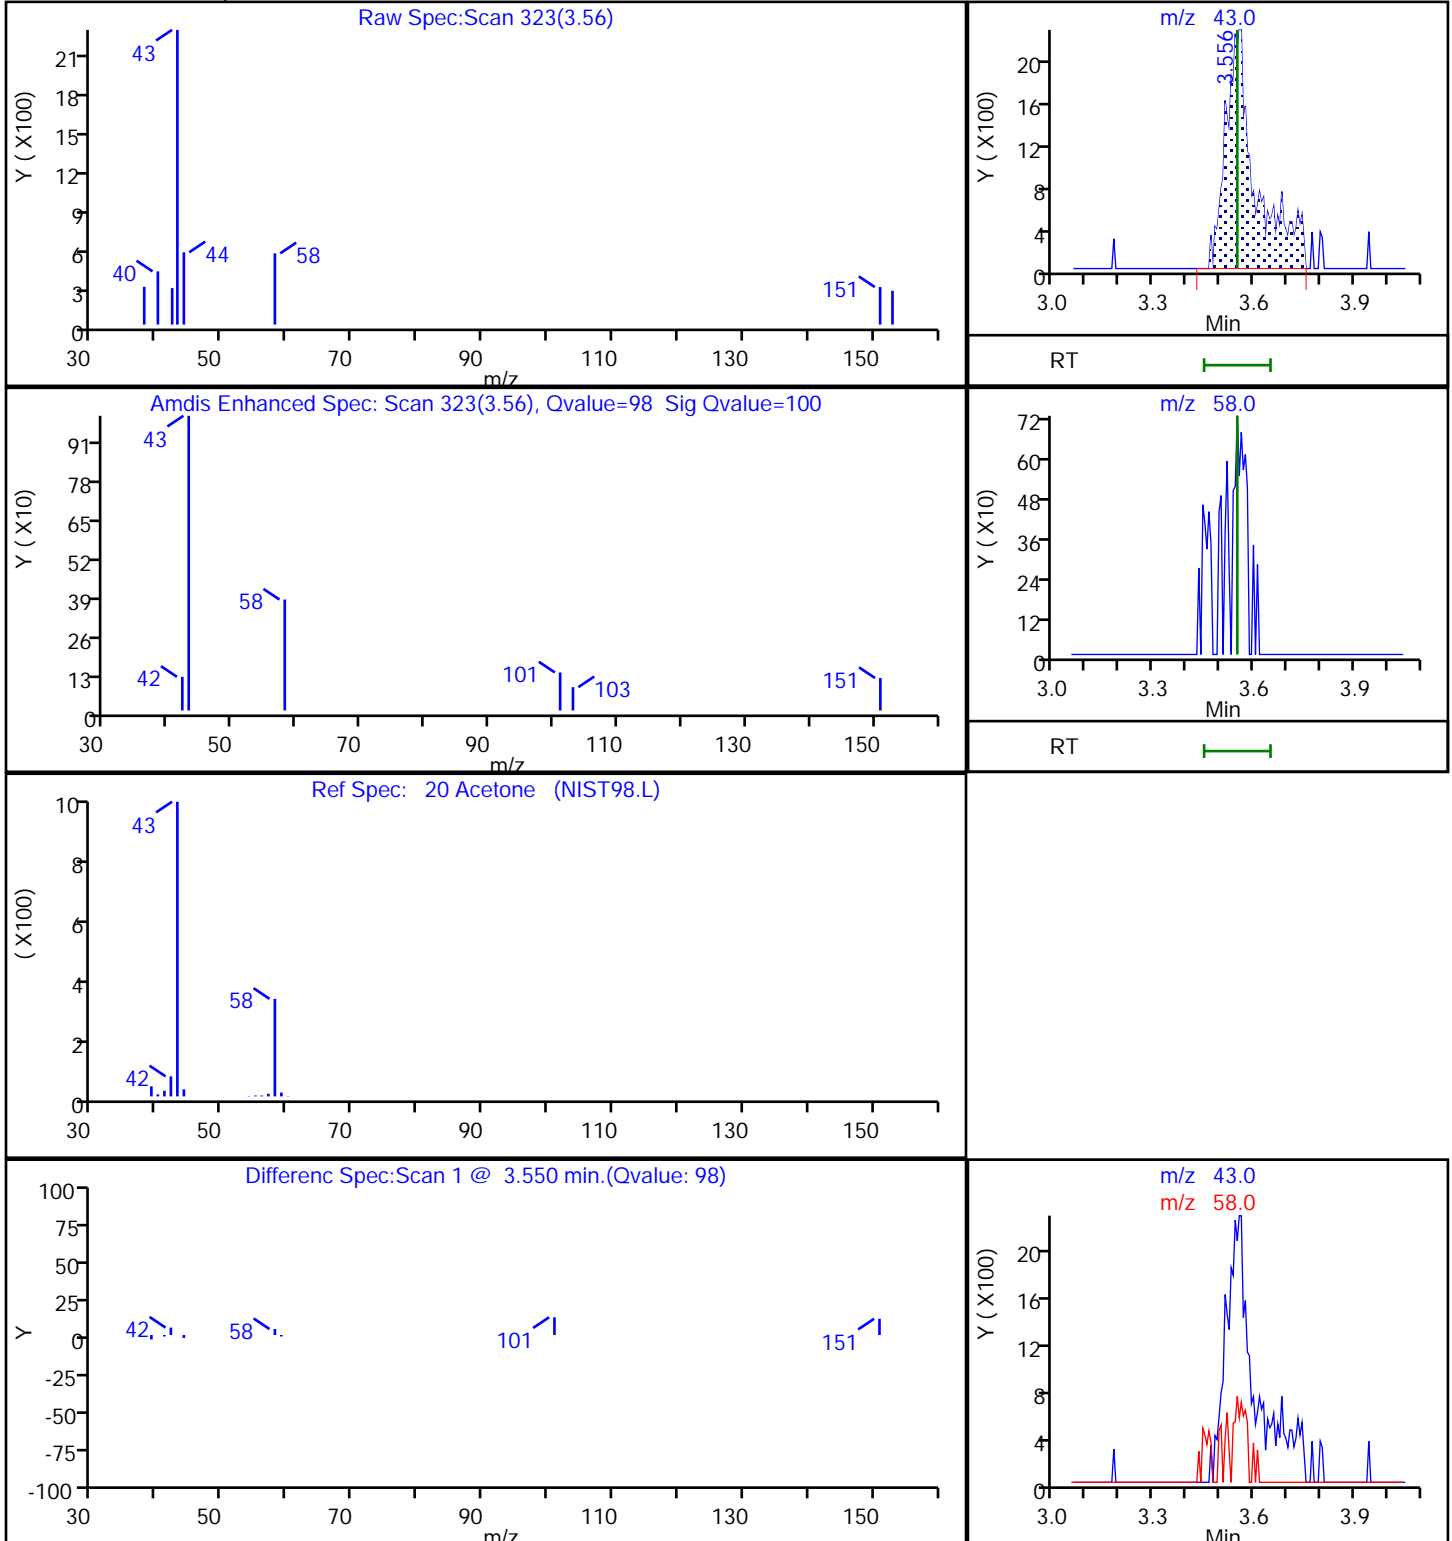 Raw Spec:Scan 323(3.56)
Y ( X100)
21
18
15
12
9
6
3
0
43
40
44
58
151
30 50 70 90 110 130 150
m/z
m/z 43.0
3.556
Y ( X100)
20
16
12
8
4
0
3.0 3.3 3.6 3.9
Min
RT
Amdis Enhanced Spec: Scan 323(3.56), Qvalue=98 Sig Qvalue=100
Y ( X10)
91
78
65
52
39
26
13
0
43
42
58
101
103
151
30 50 70 90 110 130 150
m/z
m/z 58.0
Y ( X10)
72
60
48
36
24
12
0
3.0 3.3 3.6 3.9
Min
RT
Ref Spec: 20 Acetone (NIST98.L)
( X100)
10
8
6
4
2
0
43
42
58
30 50 70 90 110 130 150
Differenc Spec:Scan 1 @ 3.550 min.(Qvalue: 98)
Y
100
75
50
25
0
-25
-50
-75
-100
42
58
101
151
30 50 70 90 110 130 150
m/z
m/z 43.0
m/z 58.0
Y ( X100)
20
16
12
8
4
0
3.0 3.3 3.6 3.9
Min